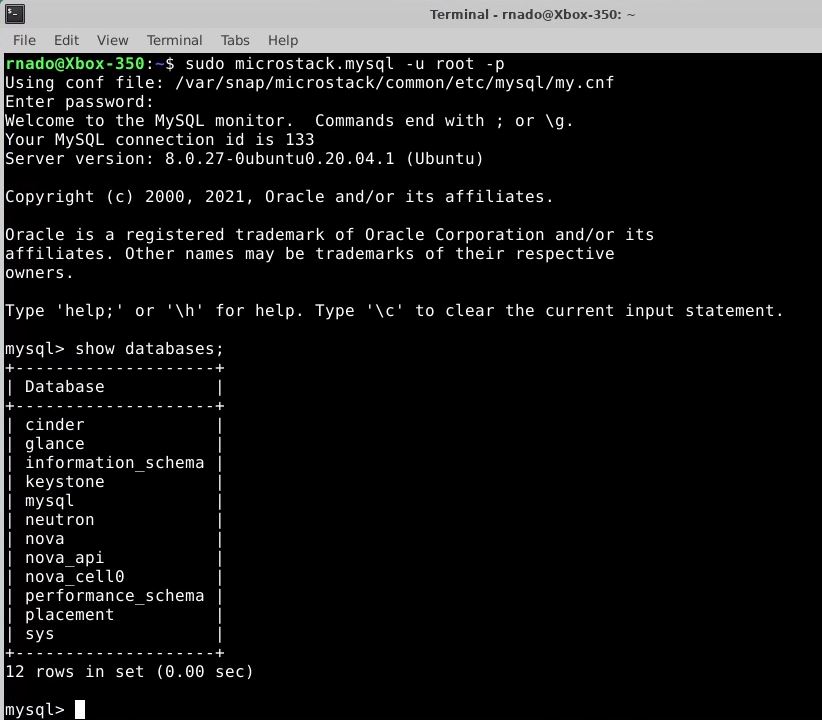 Terminal - rnado@Xbox-350: ~
File Edit View Terminal Tabs Help
rnado@Xbox-350:~$ sudo microstack.mysql -u root -p
Using conf file: /var/snap/microstack/common/etc/mysql/my.cnf
Enter password:
Welcome to the MySQL monitor.  Commands end with ; or \g.
Your MySQL connection id is 133
Server version: 8.0.27-0ubuntu0.20.04.1 (Ubuntu)

Copyright (c) 2000, 2021, Oracle and/or its affiliates.

Oracle is a registered trademark of Oracle Corporation and/or its
affiliates. Other names may be trademarks of their respective
owners.

Type 'help;' or '\h' for help. Type '\c' to clear the current input statement.

mysql> show databases;
+--------------------+
| Database           |
+--------------------+
| cinder             |
| glance             |
| information_schema |
| keystone           |
| mysql              |
| neutron            |
| nova               |
| nova_api           |
| nova_cell0         |
| performance_schema |
| placement          |
| sys                |
+--------------------+
12 rows in set (0.00 sec)

mysql>